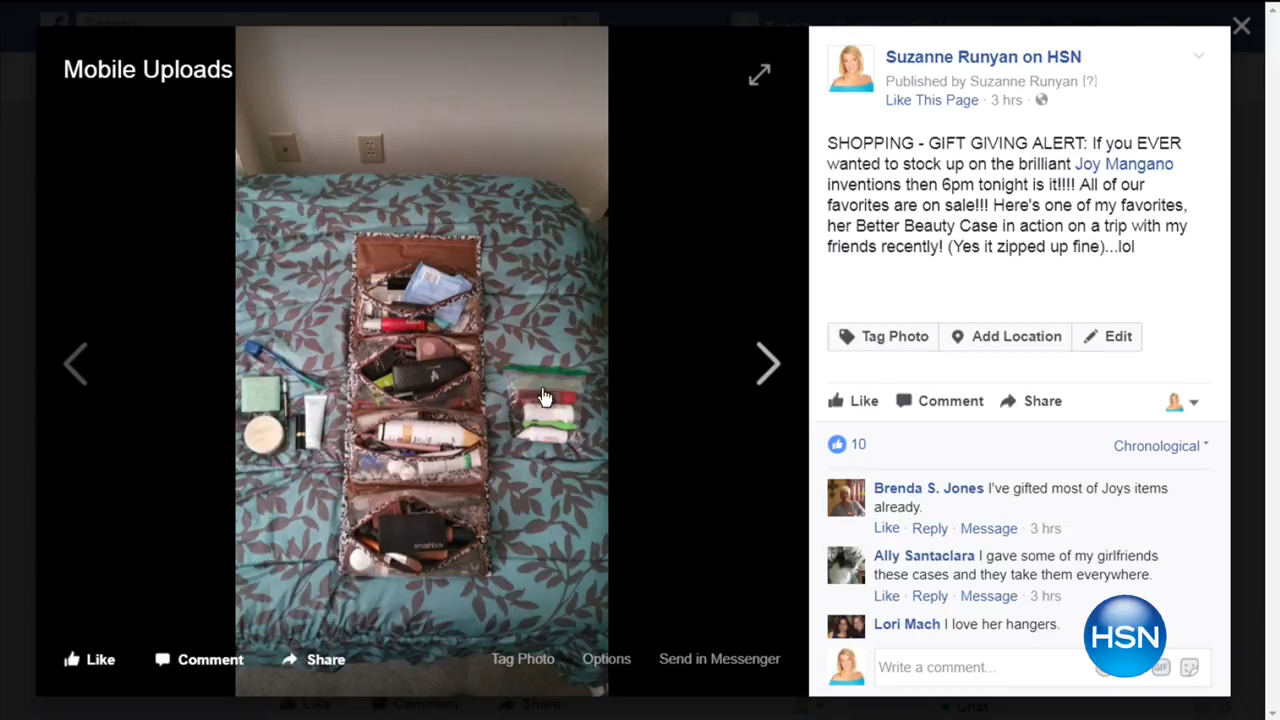 Mobile Uploads
Suzanne Runyan on HSN
Published by Suzanne Runyan [?]
Like This Page · 3 hrs ·
SHOPPING - GIFT GIVING ALERT: If you EVER
wanted to stock up on the brilliant Joy Mangano
inventions then 6pm tonight is it!!!! All of our
favorites are on sale!!! Here's one of my favorites,
her Better Beauty Case in action on a trip with my
friends recently! (Yes it zipped up fine)...lol
Tag Photo Add Location Edit
Like Comment Share
10 Chronological
Brenda S. Jones I've gifted most of Joys items
already.
Like · Reply · Message · 3 hrs
Ally Santaclara I gave some of my girlfriends
these cases and they take them everywhere.
Like · Reply · Message · 3 hrs
Lori Mach I love her hangers.
HSN
Write a comment...
GIF
smashbox
Like Comment Share Tag Photo Options Send in Messenger
Like Comment Share
Chat